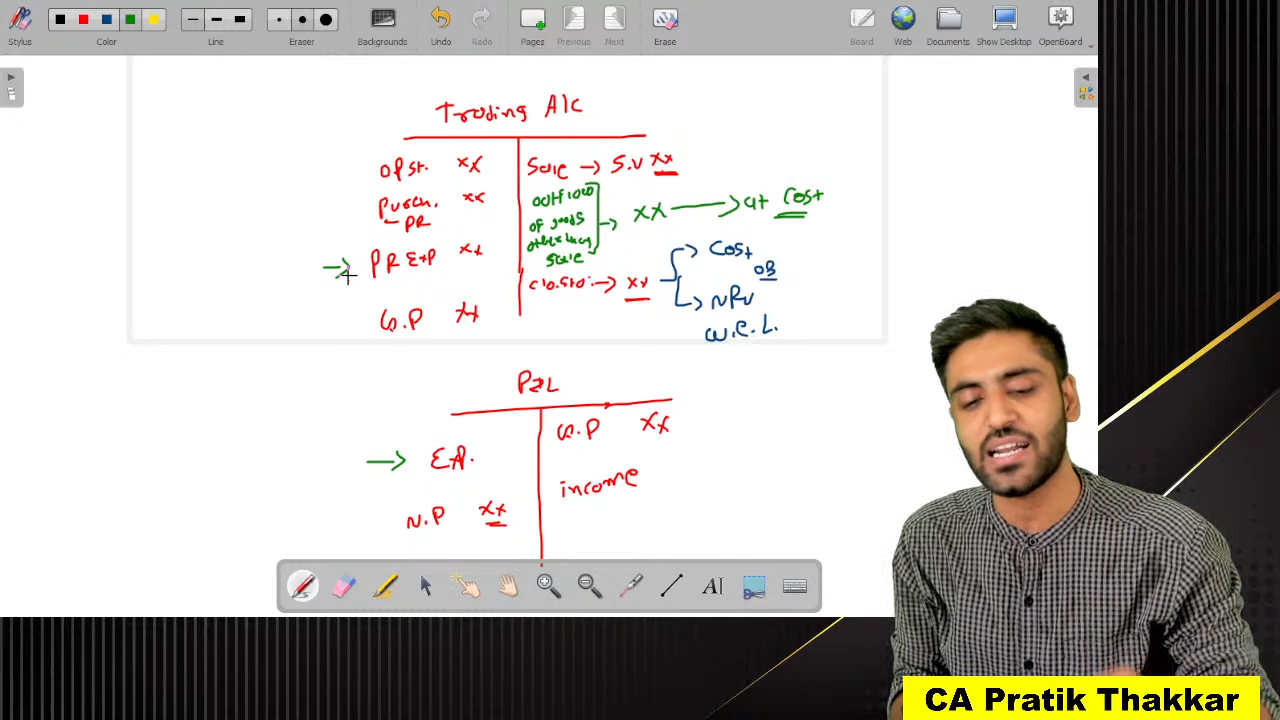 Stylus Color Line Eraser Backgrounds Undo Redo Pages Previous Next Erase Board Web Documents Show Desktop OpenBoard
Trading A/c
OP St. XX Sale → S.V XX
Purch. XX outflow
- PR of goods → XX → at Cost
other than
PR EXP XX Sale
Clo. Sto. → XX → Cost
OR
→ NRV
G.P XX W.E.L.
P&L
G.P XX
EXP.
income
N.P XX
A
CA Pratik Thakkar